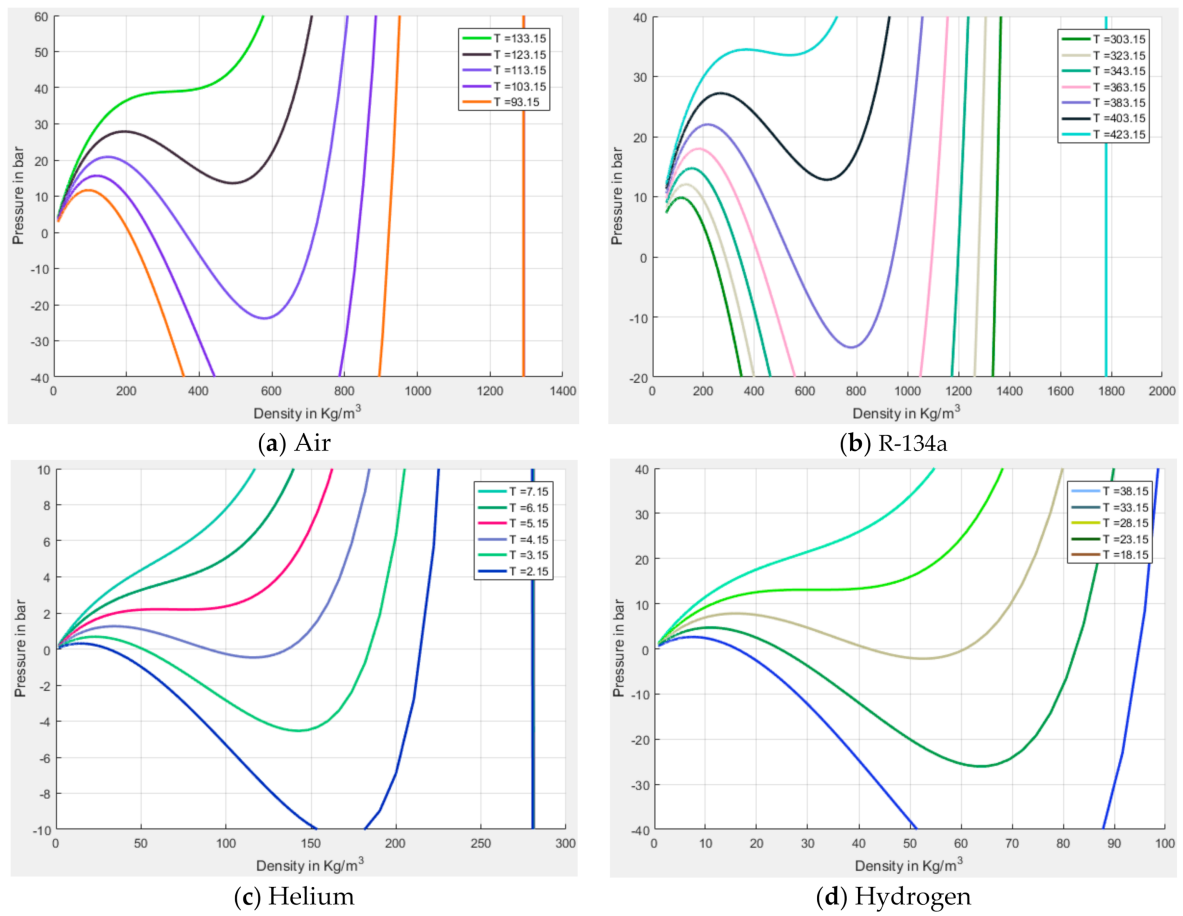 60
50
40
30
20
10
0
-10
-20
-30
-40
Pressure in bar
T =133.15
T =123.15
T =113.15
T =103.15
T =93.15
0 200 400 600 800 1000 1200 1400
Density in Kg/m³
(a) Air
40
30
20
10
0
-10
-20
Pressure in bar
T =303.15
T =323.15
T =343.15
T =363.15
T =383.15
T =403.15
T =423.15
0 200 400 600 800 1000 1200 1400 1600 1800 2000
Density in Kg/m³
(b) R-134a
10
8
6
4
2
0
-2
-4
-6
-8
-10
Pressure in bar
T =7.15
T =6.15
T =5.15
T =4.15
T =3.15
T =2.15
0 50 100 150 200 250 300
Density in Kg/m³
(c) Helium
40
30
20
10
0
-10
-20
-30
-40
Pressure in bar
T =38.15
T =33.15
T =28.15
T =23.15
T =18.15
0 10 20 30 40 50 60 70 80 90 100
Density in Kg/m³
(d) Hydrogen